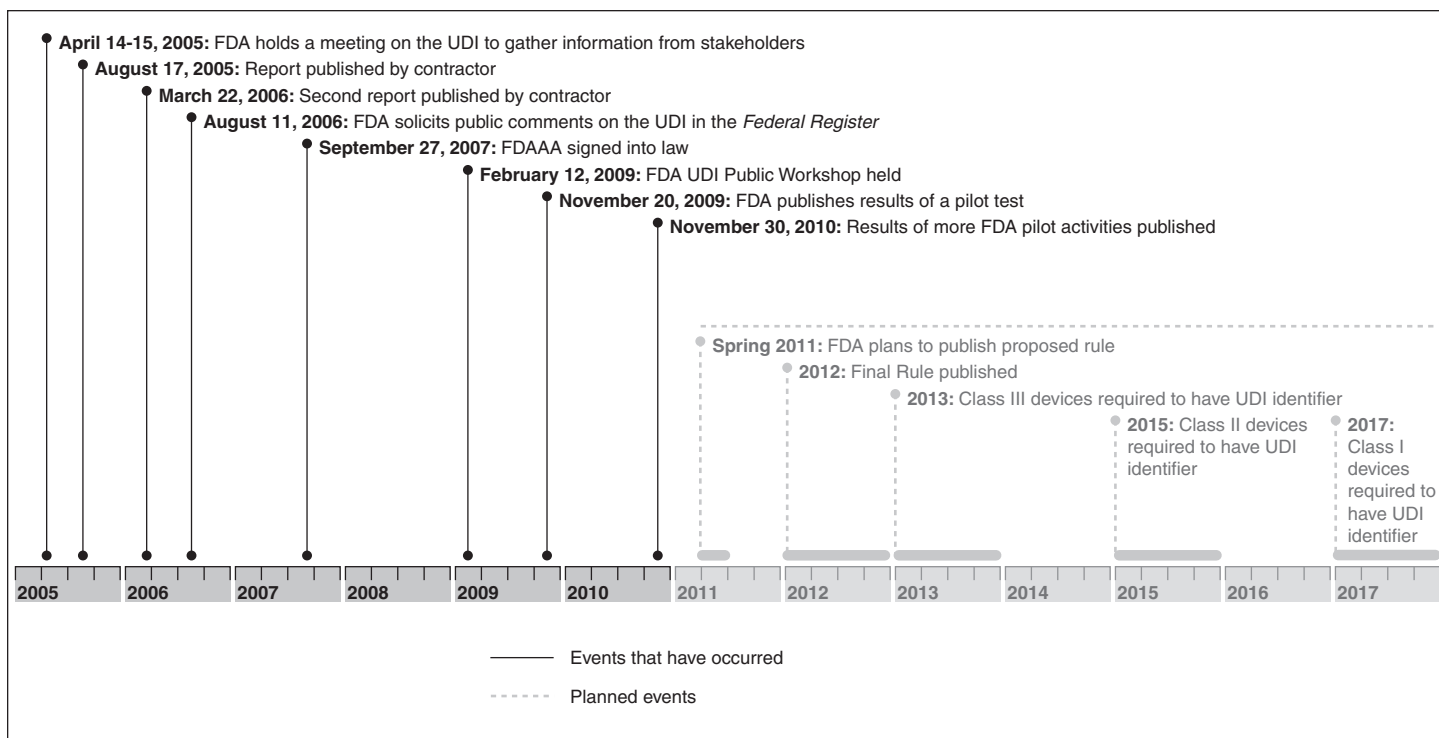 April 14-15, 2005: FDA holds a meeting on the UDI to gather information from stakeholders
August 17, 2005: Report published by contractor
March 22, 2006: Second report published by contractor
August 11, 2006: FDA solicits public comments on the UDI in the Federal Register
September 27, 2007: FDAAA signed into law
February 12, 2009: FDA UDI Public Workshop held
November 20, 2009: FDA publishes results of a pilot test
November 30, 2010: Results of more FDA pilot activities published
Spring 2011: FDA plans to publish proposed rule
2012: Final Rule published
2013: Class III devices required to have UDI identifier
2015: Class II devices
required to have UDI
identifier
2017:
Class I
devices
required to
have UDI
identifier
2005 2006 2007 2008 2009 2010 2011 2012 2013 2014 2015 2016 2017
Events that have occurred
Planned events